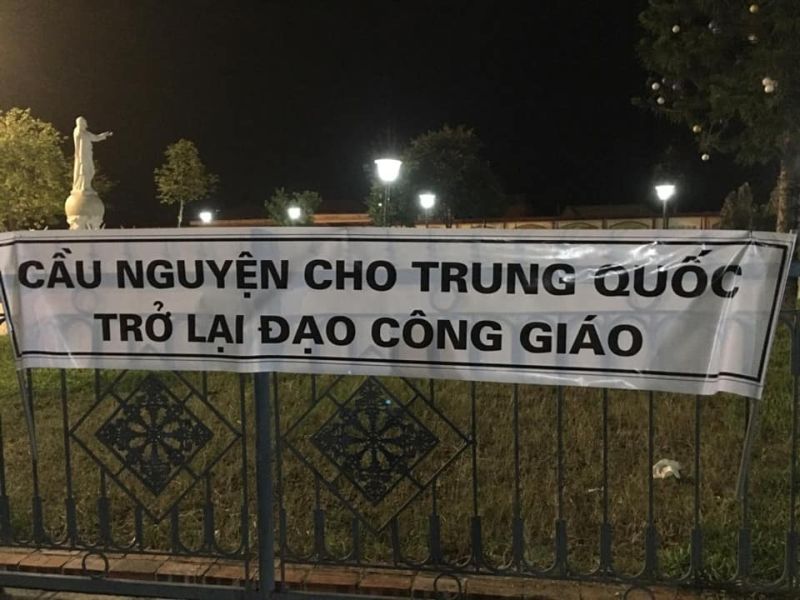 CẦU NGUYỆN CHO TRUNG QUỐC
TRỞ LẠI ĐẠO CÔNG GIÁO